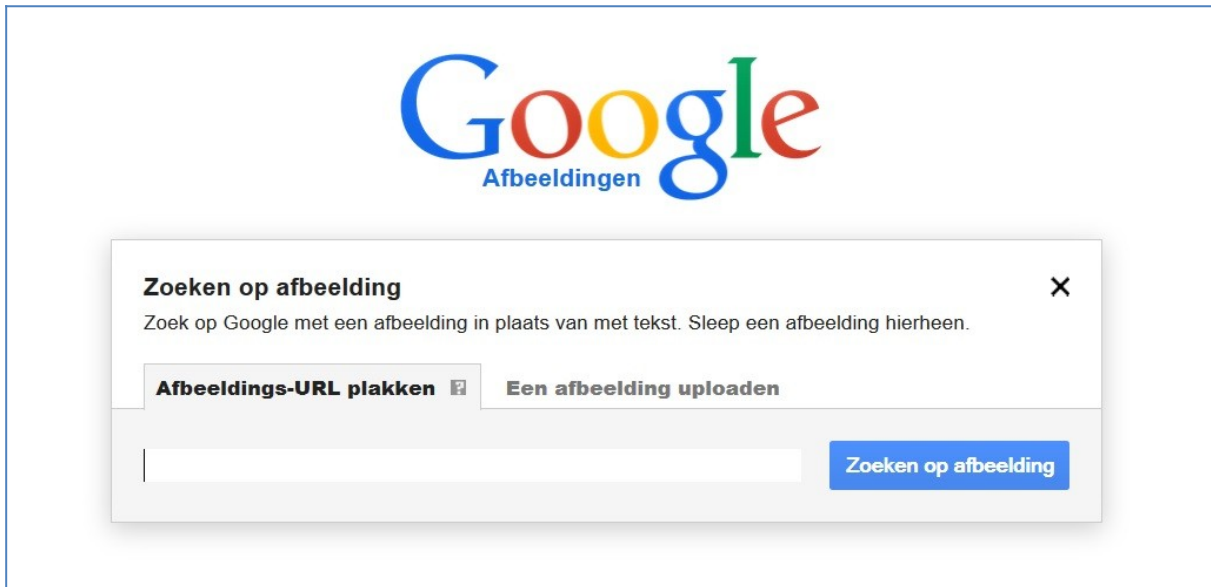 Google
Afbeeldingen
Zoeken op afbeelding
Zoek op Google met een afbeelding in plaats van met tekst. Sleep een afbeelding hierheen.
Afbeeldings-URL plakken ? Een afbeelding uploaden
Zoeken op afbeelding